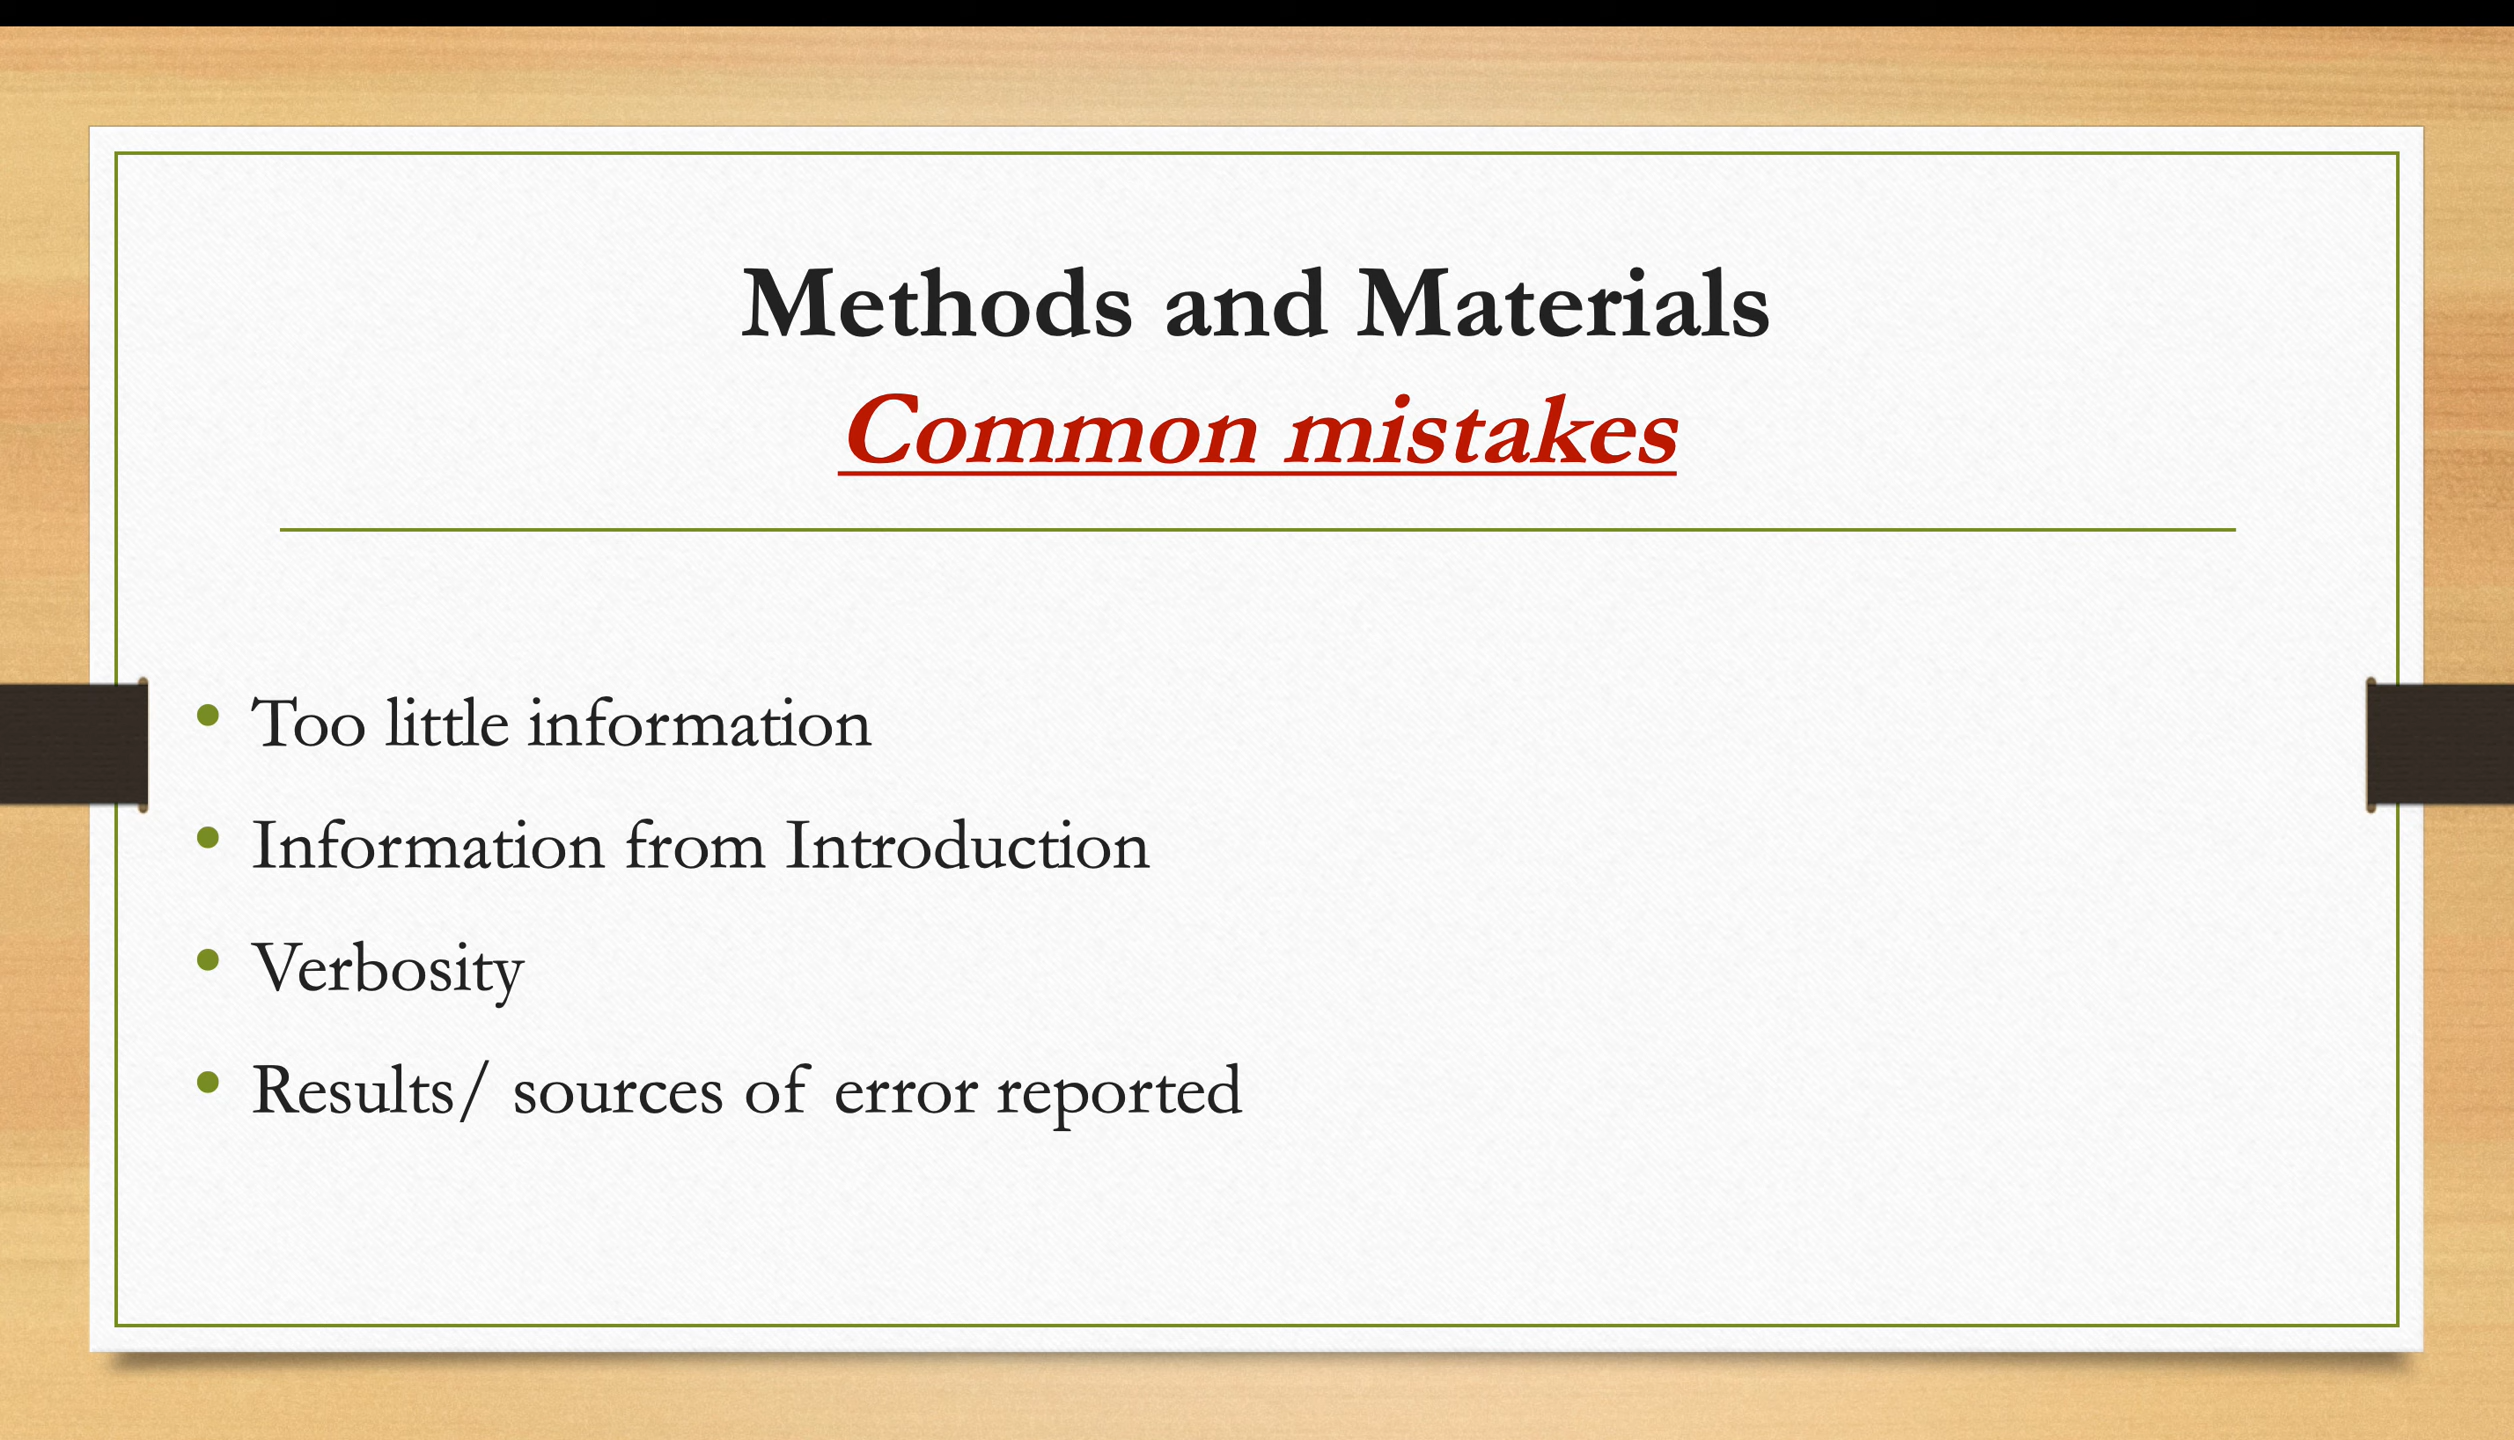 Methods and Materials
Common mistakes
• Too little information
• Information from Introduction
• Verbosity
• Results/ sources of error reported